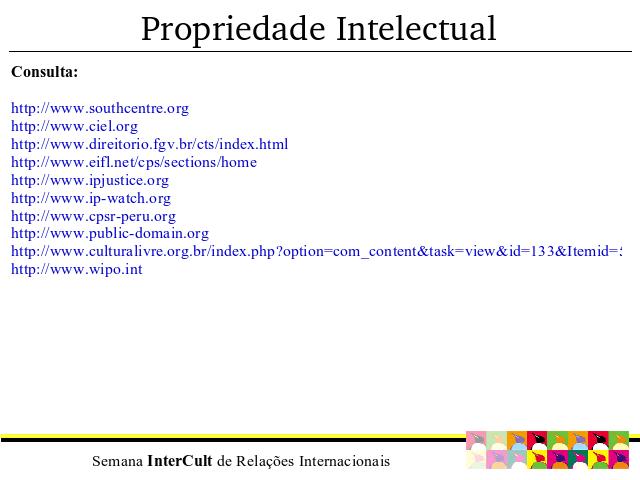 Propriedade Intelectual
Consulta:
http://www.southcentre.org
http://www.ciel.org
http://www.direitorio.fgv.br/cts/index.html
http://www.eifl.net/cps/sections/home
http://www.ipjustice.org
http://www.ip-watch.org
http://www.cpsr-peru.org
http://www.public-domain.org
http://www.culturalivre.org.br/index.php?option=com_content&task=view&id=133&Itemid=
http://www.wipo.int
Semana InterCult de Relações Internacionais